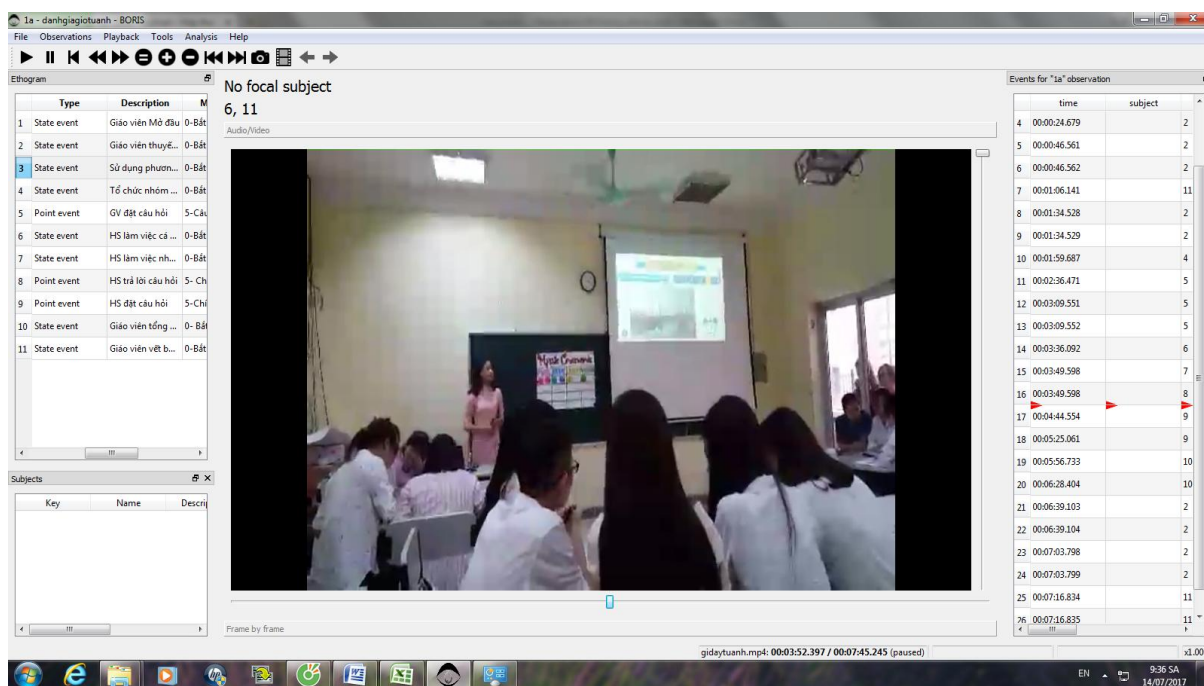 1a - danhgiagiotuanh - BORIS
File Observations Playback Tools Analysis Help
Ethogram
Type Description M
1 State event Giáo viên Mở đầu 0-Bắt
2 State event Giáo viên thuyế... 0-Bắt
3 State event Sử dụng phươn... 0-Bắt
4 State event Tổ chức nhóm ... 0-Bắt
5 Point event GV đặt câu hỏi 5-Câu
6 State event HS làm việc cá ... 0-Bắt
7 State event HS làm việc nh... 0-Bắt
8 Point event HS trả lời câu hỏi 5- Ch
9 Point event HS đặt câu hỏi 5-Chí
10 State event Giáo viên tổng ... 0- Bắt
11 State event Giáo viên vết b... 0-Bắt
Subjects
Key Name Descrip
No focal subject
6, 11
Audio/Video
Frame by frame
Events for "1a" observation
time subject
4 00:00:24.679 2
5 00:00:46.561 2
6 00:00:46.562 2
7 00:01:06.141 11
8 00:01:34.528 2
9 00:01:34.529 2
10 00:01:59.687 4
11 00:02:36.471 5
12 00:03:09.551 5
13 00:03:09.552 5
14 00:03:36.092 6
15 00:03:49.598 7
16 00:03:49.598 8
17 00:04:44.554 9
18 00:05:25.061 9
19 00:05:56.733 10
20 00:06:28.404 10
21 00:06:39.103 2
22 00:06:39.104 2
23 00:07:03.798 2
24 00:07:03.799 2
25 00:07:16.834 11
26 00:07:16.835 11
gidaytuanh.mp4: 00:03:52.397 / 00:07:45.245 (paused)
x1.00
EN
9:36 SA
14/07/2017